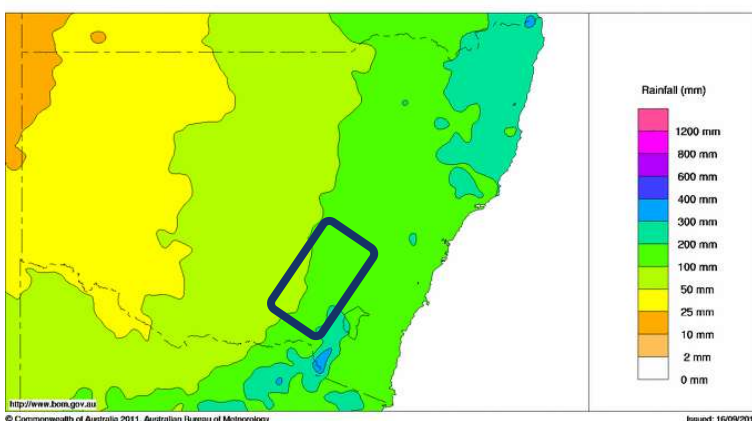 Rainfall (mm)
1200 mm
800 mm
600 mm
400 mm
300 mm
200 mm
100 mm
50 mm
25 mm
10 mm
2 mm
0 mm
http://www.bom.gov.au
© Commonwealth of Australia 2011, Australian Bureau of Meteorology
Issued: 16/09/201